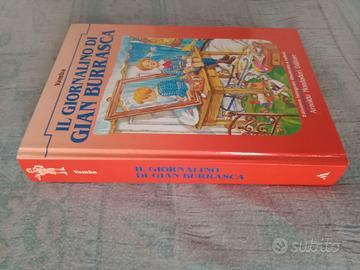 Vamba
IL GIORNALINO DI
GIAN BURRASCA
Arnoldo Mondadori Editore
Vamba
IL GIORNALINO
DI GIAN BURRASCA
subito